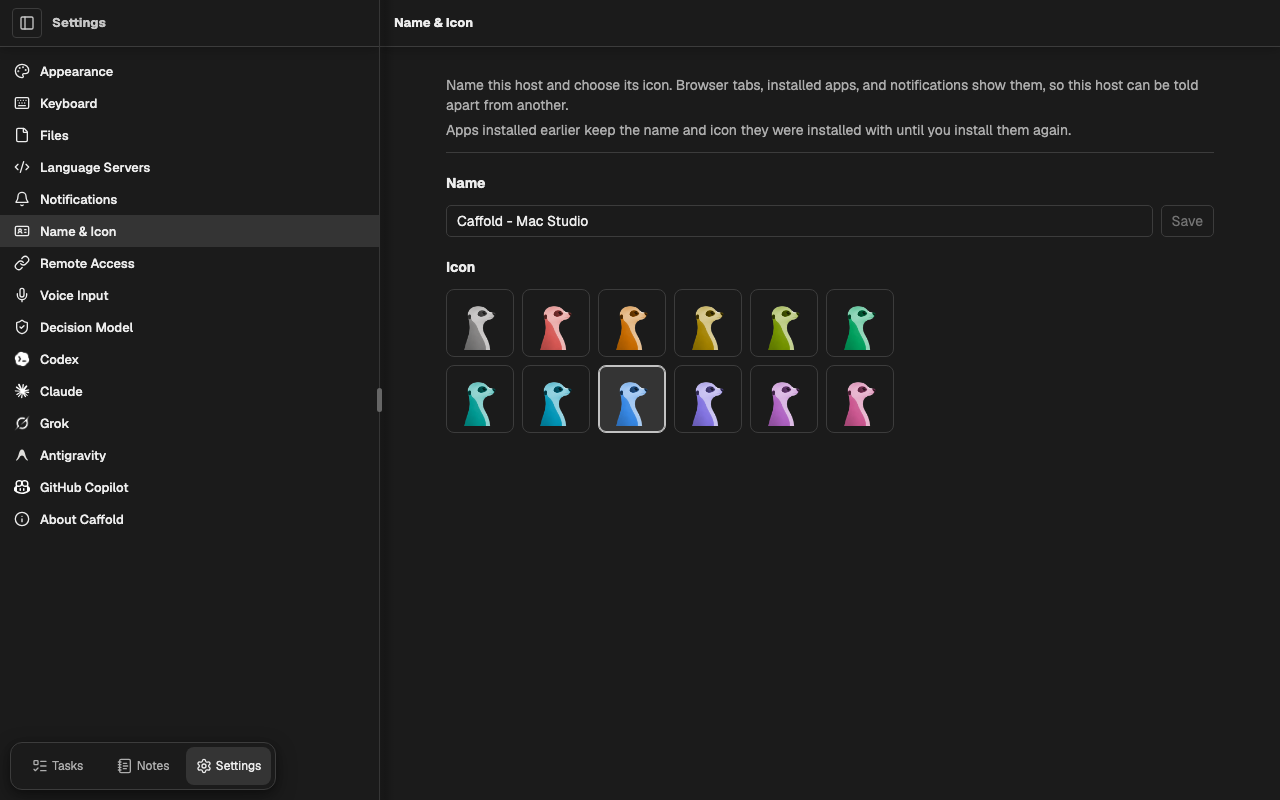 Settings
Name & Icon
Appearance
Keyboard
Files
Language Servers
Notifications
Name & Icon
Remote Access
Voice Input
Decision Model
Codex
Claude
Grok
Antigravity
GitHub Copilot
About Caffold
Name this host and choose its icon. Browser tabs, installed apps, and notifications show them, so this host can be told
apart from another.
Apps installed earlier keep the name and icon they were installed with until you install them again.
Name
Caffold - Mac Studio
Save
Icon
Tasks
Notes
Settings